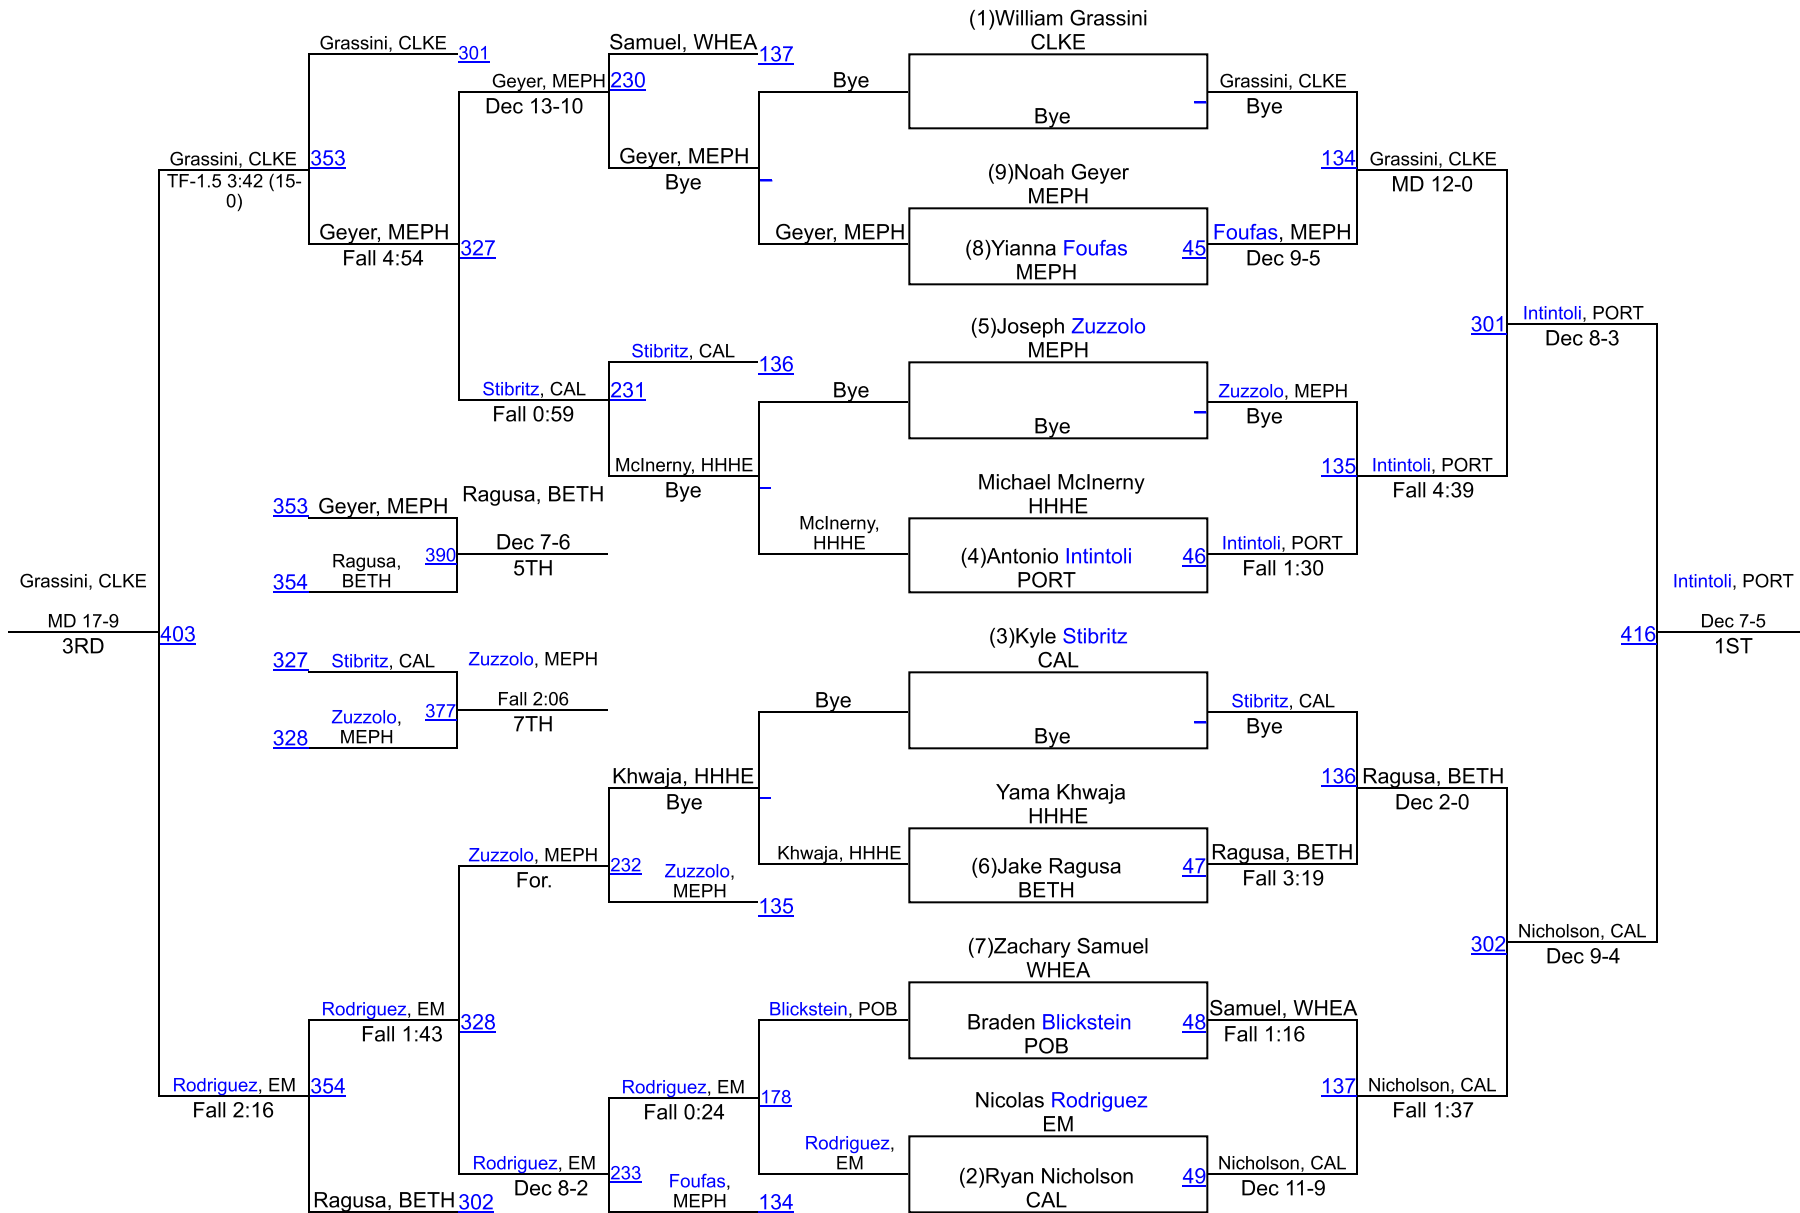 (1)William Grassini
CLKE
Grassini, CLKE
301
Samuel, WHEA
137
Geyer, MEPH
230
Dec 13-10
Bye
Grassini, CLKE
Bye
Bye
Geyer, MEPH
Bye
Grassini, CLKE
353
TF-1.5 3:42 (15-
0)
134
Grassini, CLKE
MD 12-0
(9)Noah Geyer
MEPH
Geyer, MEPH
327
Fall 4:54
Geyer, MEPH
(8)Yianna Foufas
MEPH
45
Foufas, MEPH
Dec 9-5
301
Intintoli, PORT
Dec 8-3
(5)Joseph Zuzzolo
MEPH
Stibritz, CAL
136
Stibritz, CAL
231
Fall 0:59
Bye
Zuzzolo, MEPH
Bye
Bye
McInerny, HHHE
Bye
135
Intintoli, PORT
Fall 4:39
Michael McInerny
HHHE
353
Geyer, MEPH
Ragusa, BETH
McInerny,
HHHE
390
Dec 7-6
5TH
354
Ragusa,
BETH
(4)Antonio Intintoli
PORT
46
Intintoli, PORT
Fall 1:30
Grassini, CLKE
MD 17-9
3RD
403
Intintoli, PORT
416
Dec 7-5
1ST
(3)Kyle Stibritz
CAL
327
Stibritz, CAL
Zuzzolo, MEPH
377
Fall 2:06
7TH
328
Zuzzolo,
MEPH
Bye
Stibritz, CAL
Bye
Bye
Khwaja, HHHE
Bye
136
Ragusa, BETH
Dec 2-0
Yama Khwaja
HHHE
Zuzzolo, MEPH
For.
232
Zuzzolo,
MEPH
135
Khwaja, HHHE
(6)Jake Ragusa
BETH
47
Ragusa, BETH
Fall 3:19
302
Nicholson, CAL
Dec 9-4
(7)Zachary Samuel
WHEA
Rodriguez, EM
328
Fall 1:43
Blickstein, POB
Braden Blickstein
POB
48
Samuel, WHEA
Fall 1:16
Rodriguez, EM
354
Fall 2:16
Rodriguez, EM
178
Fall 0:24
137
Nicholson, CAL
Fall 1:37
Nicolas Rodriguez
EM
Rodriguez, EM
233
Dec 8-2
Foufas,
MEPH
134
Rodriguez,
EM
(2)Ryan Nicholson
CAL
49
Nicholson, CAL
Dec 11-9
Ragusa, BETH
302